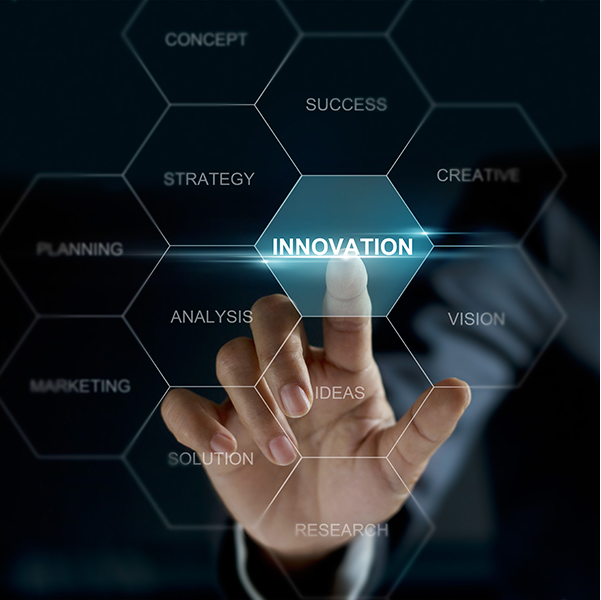 CONCEPT
SUCCESS
STRATEGY
CREATIVE
INNOVATION
PLANNING
ANALYSIS
VISION
MARKETING
IDEAS
SOLUTION
RESEARCH